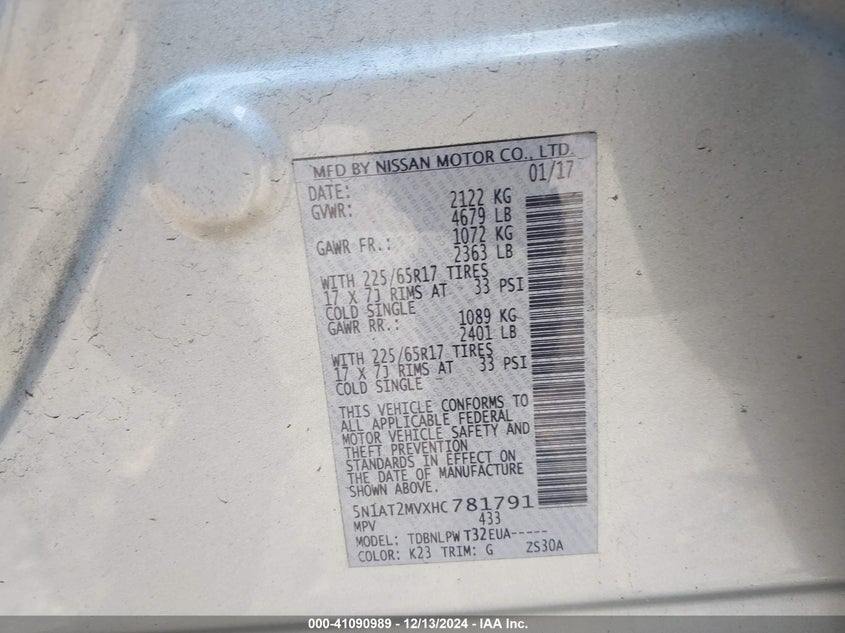 MFD BY NISSAN MOTOR CO., LTD.
DATE: 01/17
GVWR: 2122 KG
4679 LB
GAWR FR.: 1072 KG
2363 LB
WITH 225/65R17 TIRES
17 X 7J RIMS AT 33 PSI
COLD SINGLE
GAWR RR.: 1089 KG
2401 LB
WITH 225/65R17 TIRES
17 X 7J RIMS AT 33 PSI
COLD SINGLE
THIS VEHICLE CONFORMS TO
ALL APPLICABLE FEDERAL
MOTOR VEHICLE SAFETY AND
THEFT PREVENTION
STANDARDS IN EFFECT ON
THE DATE OF MANUFACTURE
SHOWN ABOVE.
5N1AT2MVXHC781791
MPV 433
MODEL: TDBNLPWT32EUA-----
COLOR: K23 TRIM: G ZS30A
000-41090989 - 12/13/2024 - IAA Inc.